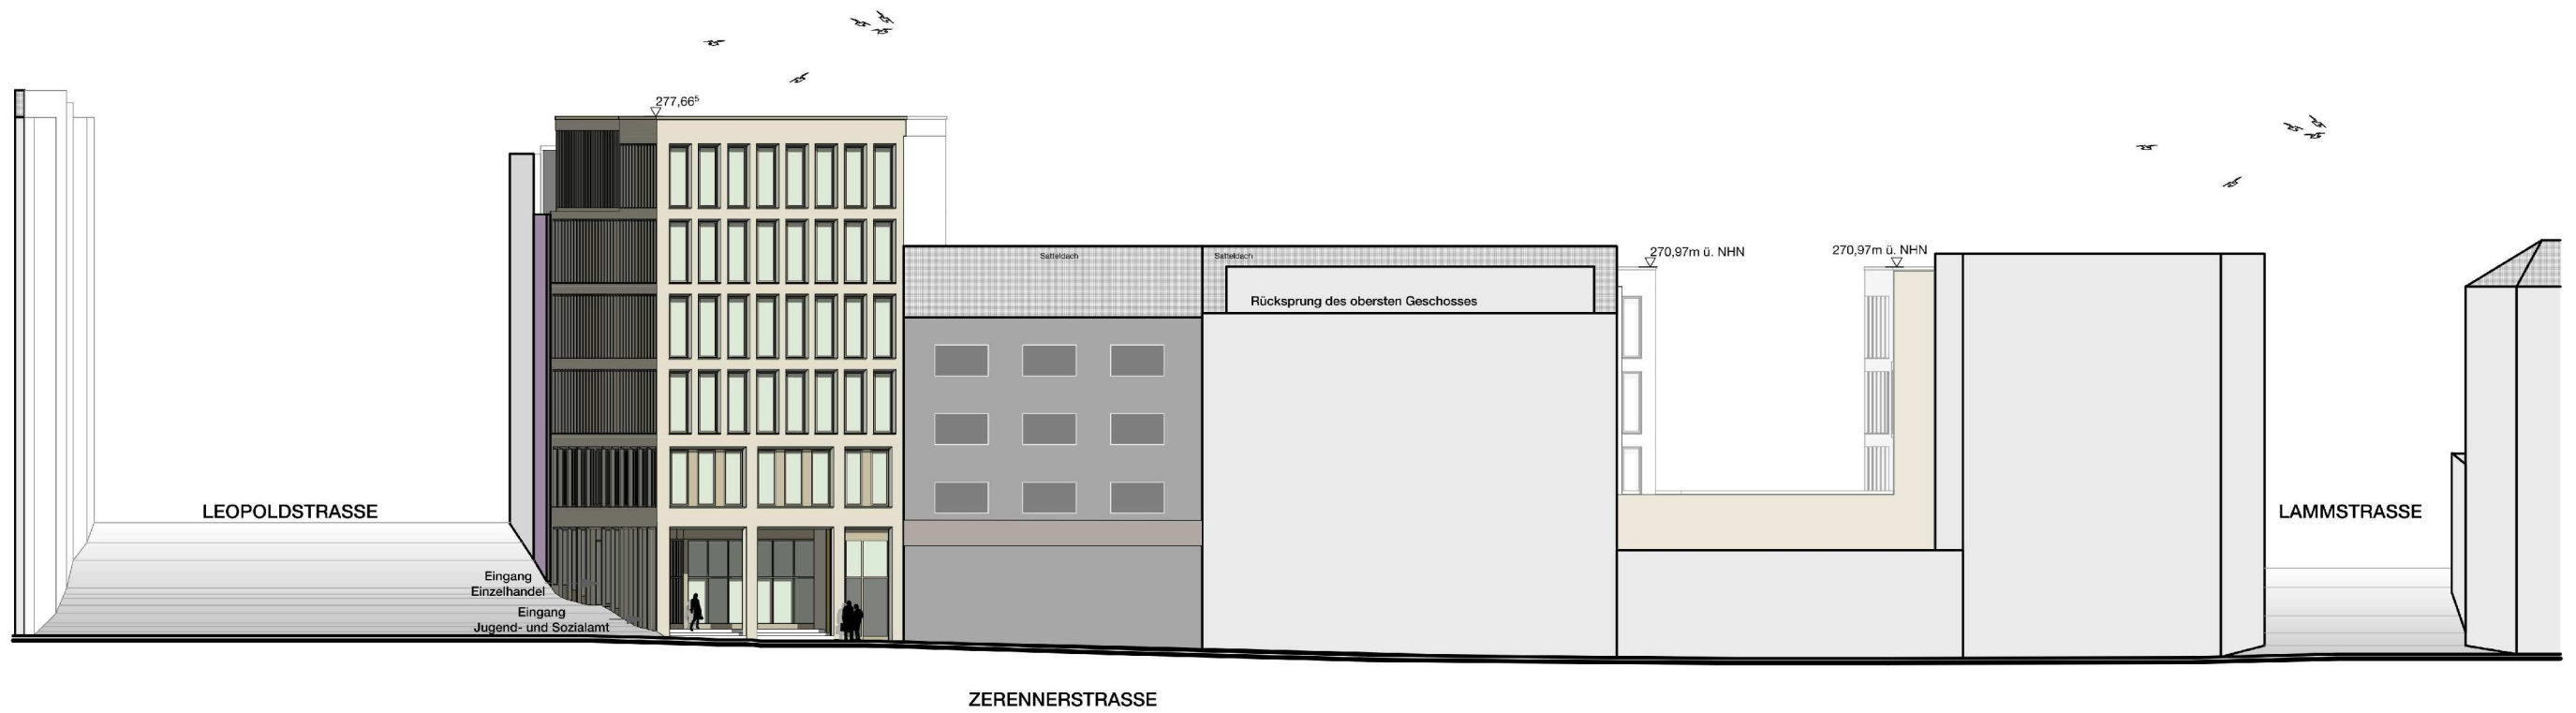 277,66⁵
Satteldach
Satteldach
270,97m ü. NHN
270,97m ü. NHN
Rücksprung des obersten Geschosses
LEOPOLDSTRASSE
LAMMSTRASSE
Eingang
Einzelhandel
Eingang
Jugend- und Sozialamt
ZERENNERSTRASSE